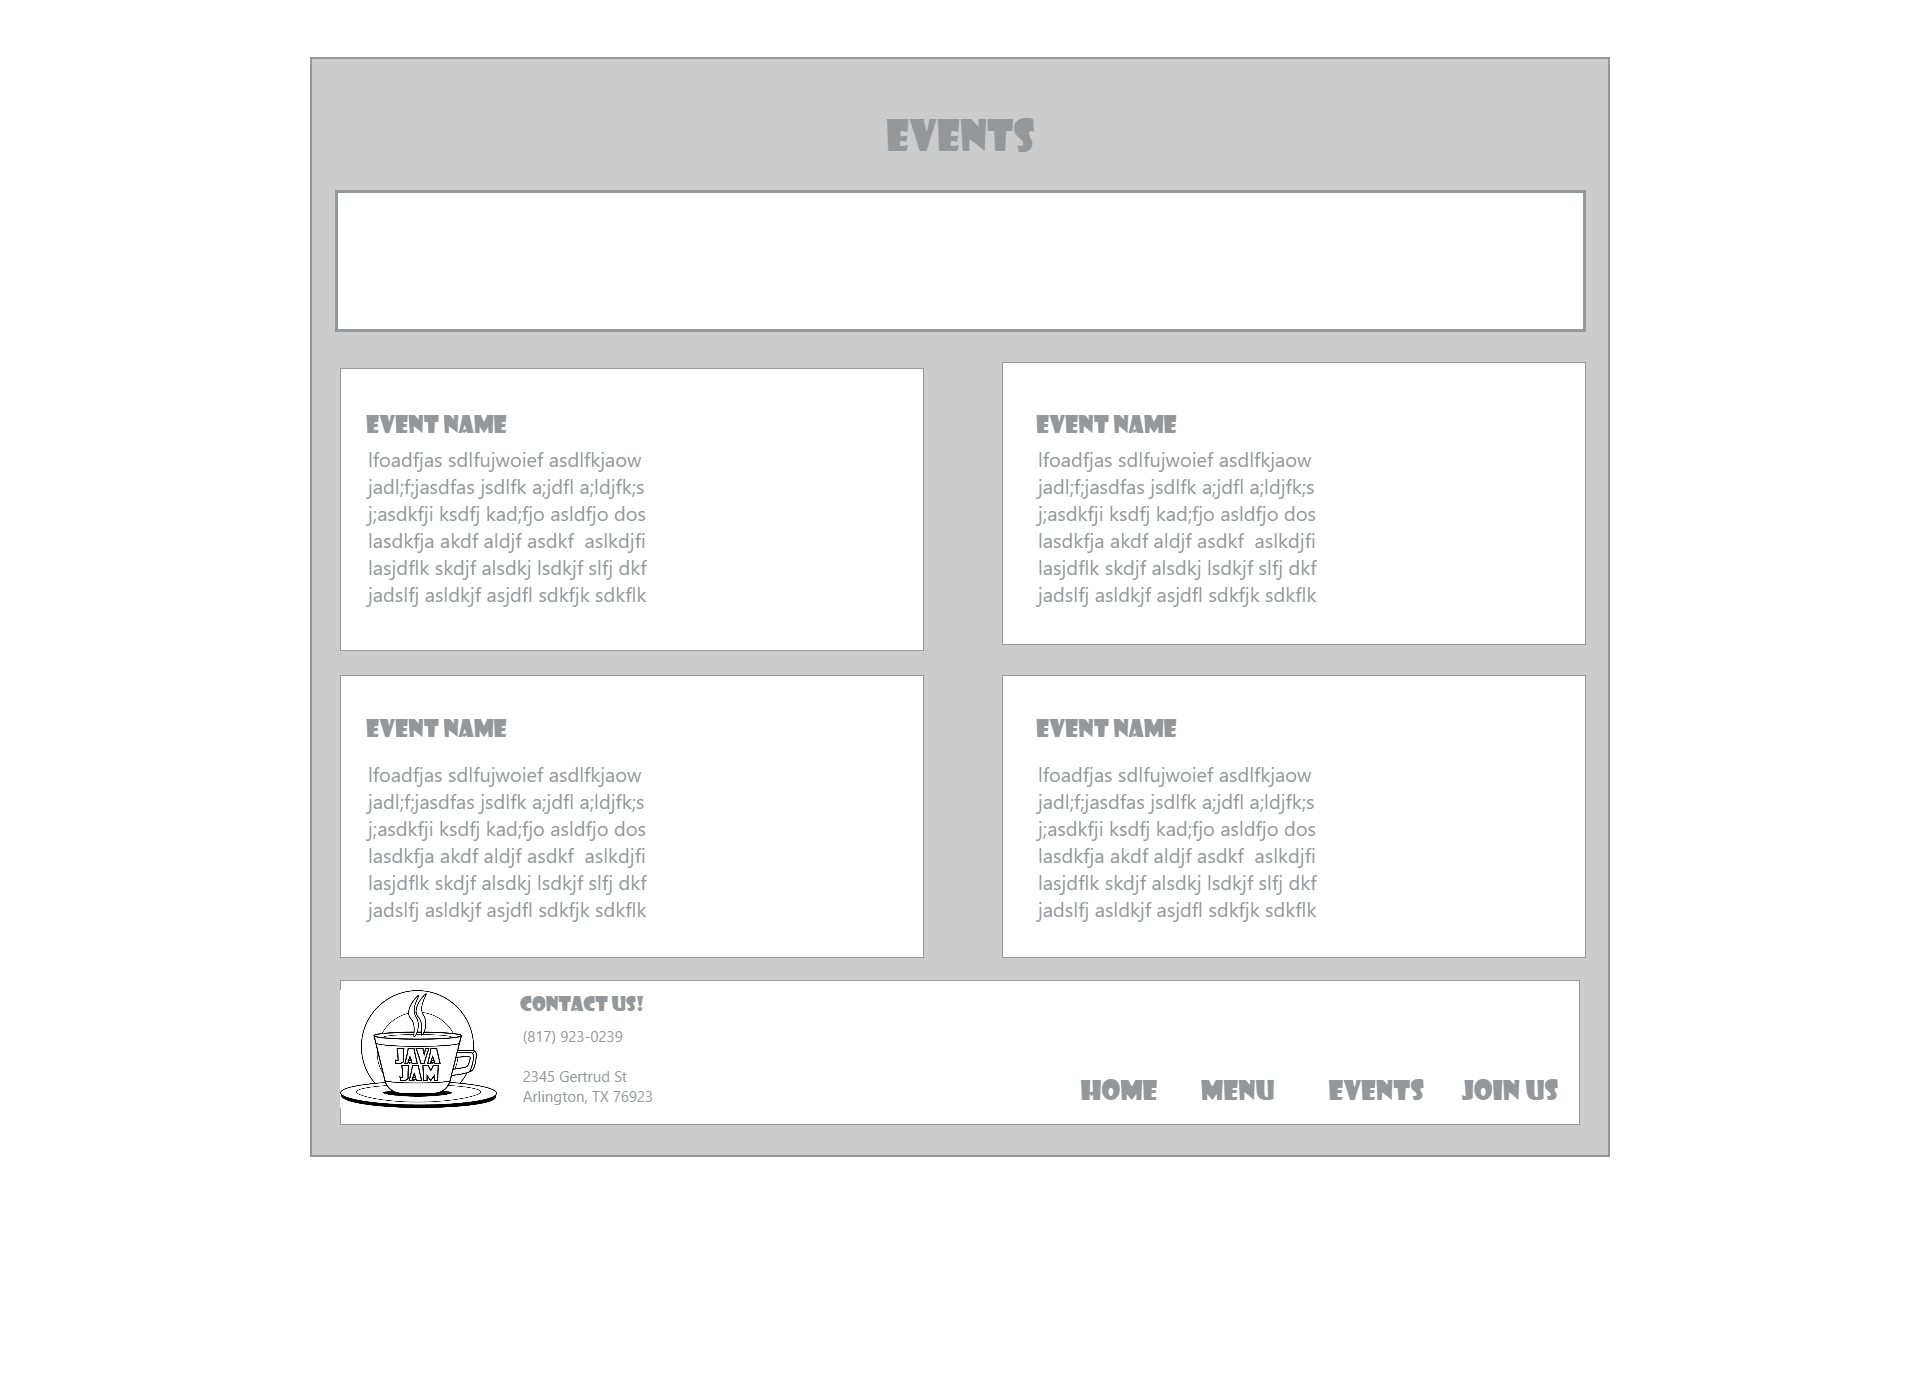 EVENTS
EVENT NAME
lfoadfjas sdlfujwoief asdlfkjaow
jadl;f;jasdfas jsdlfk a;jdfl a;ldjfk;s
j;asdkfji ksdfj kad;fjo asldfjo dos
lasdkfja akdf aldjf asdkf  aslkdjfi
lasjdflk skdjf alsdkj lsdkjf slfj dkf
jadslfj asldkjf asjdfl sdkfjk sdkflk
EVENT NAME
lfoadfjas sdlfujwoief asdlfkjaow
jadl;f;jasdfas jsdlfk a;jdfl a;ldjfk;s
j;asdkfji ksdfj kad;fjo asldfjo dos
lasdkfja akdf aldjf asdkf  aslkdjfi
lasjdflk skdjf alsdkj lsdkjf slfj dkf
jadslfj asldkjf asjdfl sdkfjk sdkflk
EVENT NAME
lfoadfjas sdlfujwoief asdlfkjaow
jadl;f;jasdfas jsdlfk a;jdfl a;ldjfk;s
j;asdkfji ksdfj kad;fjo asldfjo dos
lasdkfja akdf aldjf asdkf  aslkdjfi
lasjdflk skdjf alsdkj lsdkjf slfj dkf
jadslfj asldkjf asjdfl sdkfjk sdkflk
EVENT NAME
lfoadfjas sdlfujwoief asdlfkjaow
jadl;f;jasdfas jsdlfk a;jdfl a;ldjfk;s
j;asdkfji ksdfj kad;fjo asldfjo dos
lasdkfja akdf aldjf asdkf  aslkdjfi
lasjdflk skdjf alsdkj lsdkjf slfj dkf
jadslfj asldkjf asjdfl sdkfjk sdkflk
JAVA
JAM
CONTACT US!
(817) 923-0239
2345 Gertrud St
Arlington, TX 76923
HOME MENU EVENTS JOIN US